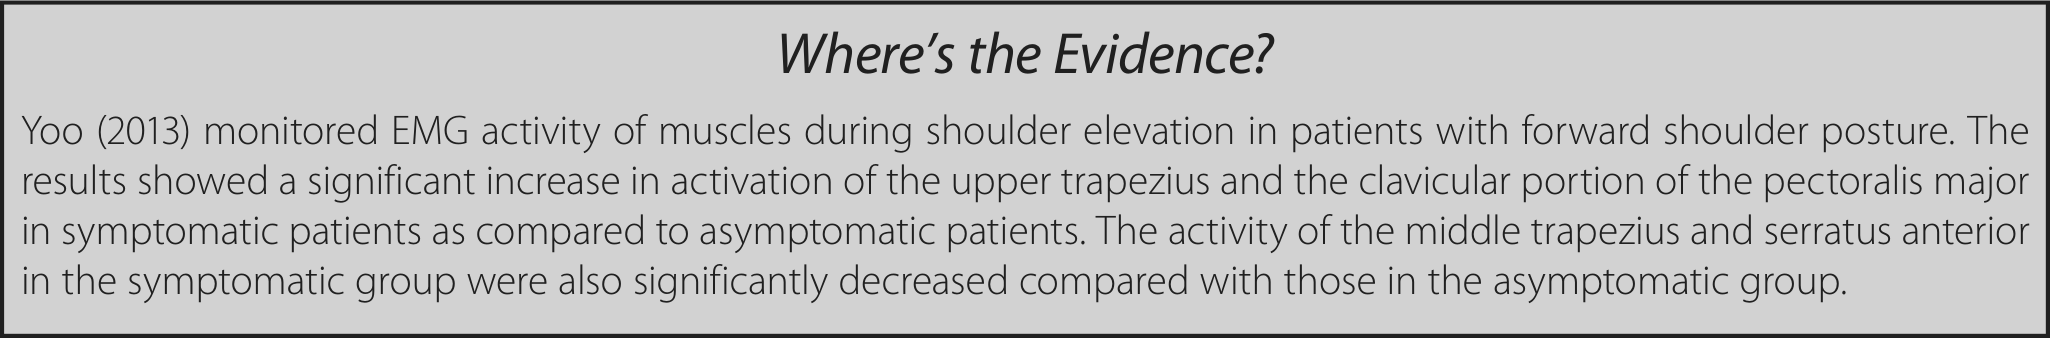 Where’s the Evidence?
Yoo (2013) monitored EMG activity of muscles during shoulder elevation in patients with forward shoulder posture. The
results showed a significant increase in activation of the upper trapezius and the clavicular portion of the pectoralis major
in symptomatic patients as compared to asymptomatic patients. The activity of the middle trapezius and serratus anterior
in the symptomatic group were also significantly decreased compared with those in the asymptomatic group.